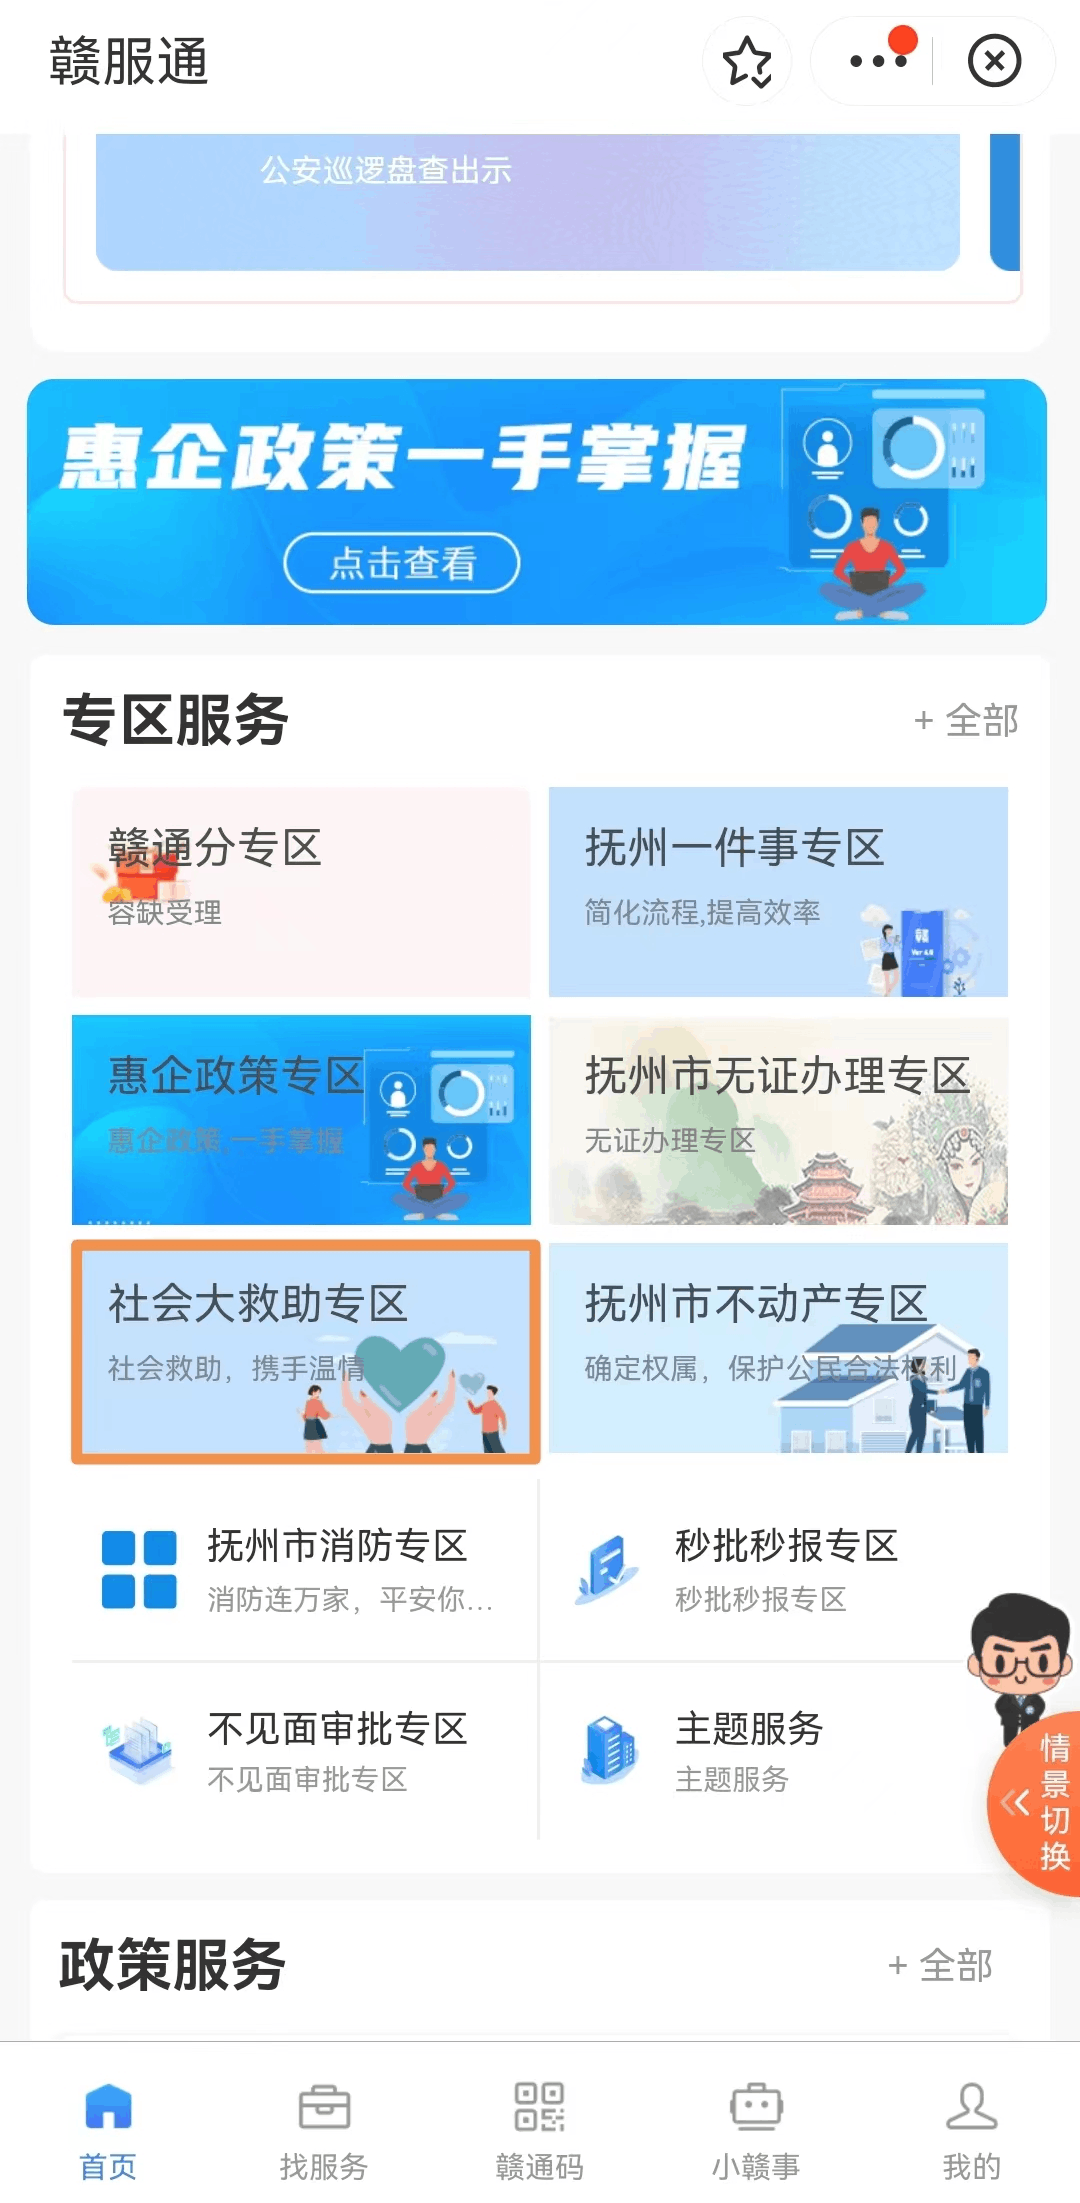 赣服通
公安巡逻盘查出示
惠企政策一手掌握
点击查看
专区服务
+ 全部
赣通分专区
容缺受理
抚州一件事专区
简化流程,提高效率
赣
Ver 4.0
惠企政策专区
惠企政策,一手掌握
抚州市无证办理专区
无证办理专区
社会大救助专区
社会救助，携手温情
抚州市不动产专区
确定权属，保护公民合法权利
抚州市消防专区
消防连万家，平安你...
秒批秒报专区
秒批秒报专区
不见面审批专区
不见面审批专区
主题服务
主题服务
情景切换
政策服务
+ 全部
首页
找服务
赣通码
小赣事
我的